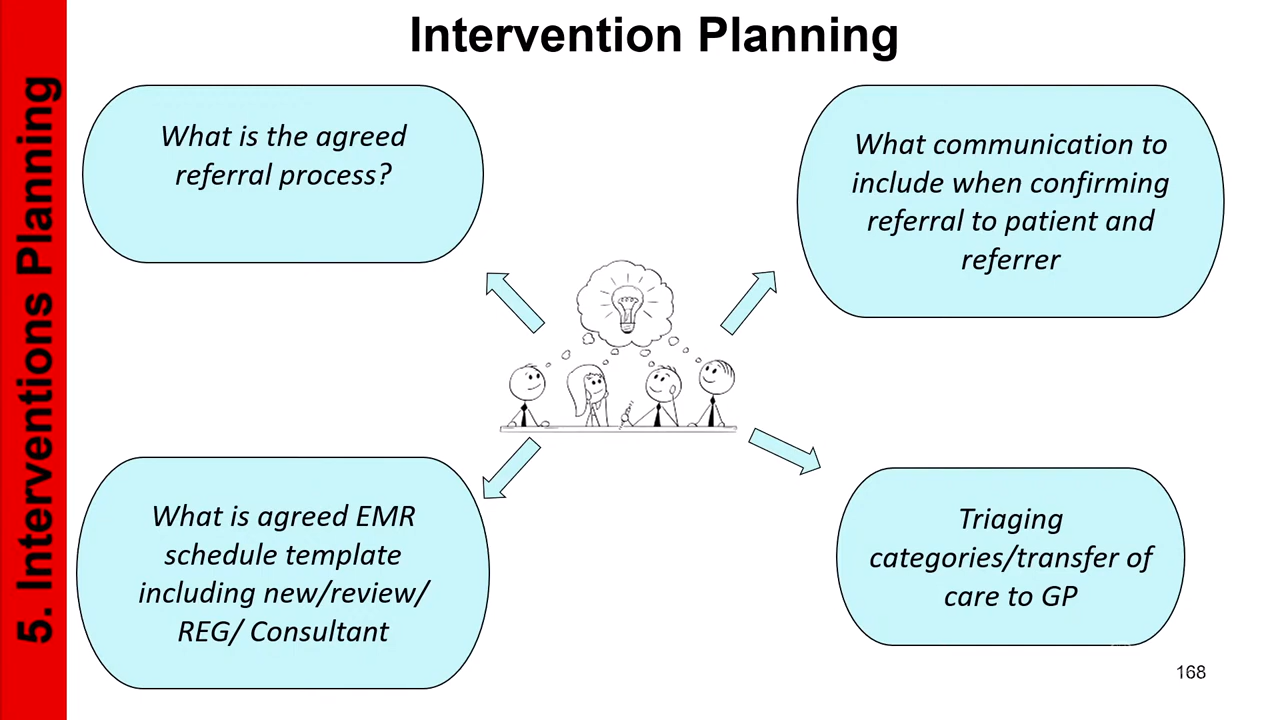 Intervention Planning
5. Interventions Planning
What is the agreed
referral process?
What communication to
include when confirming
referral to patient and
referrer
What is agreed EMR
schedule template
including new/review/
REG/ Consultant
Triaging
categories/transfer of
care to GP
168